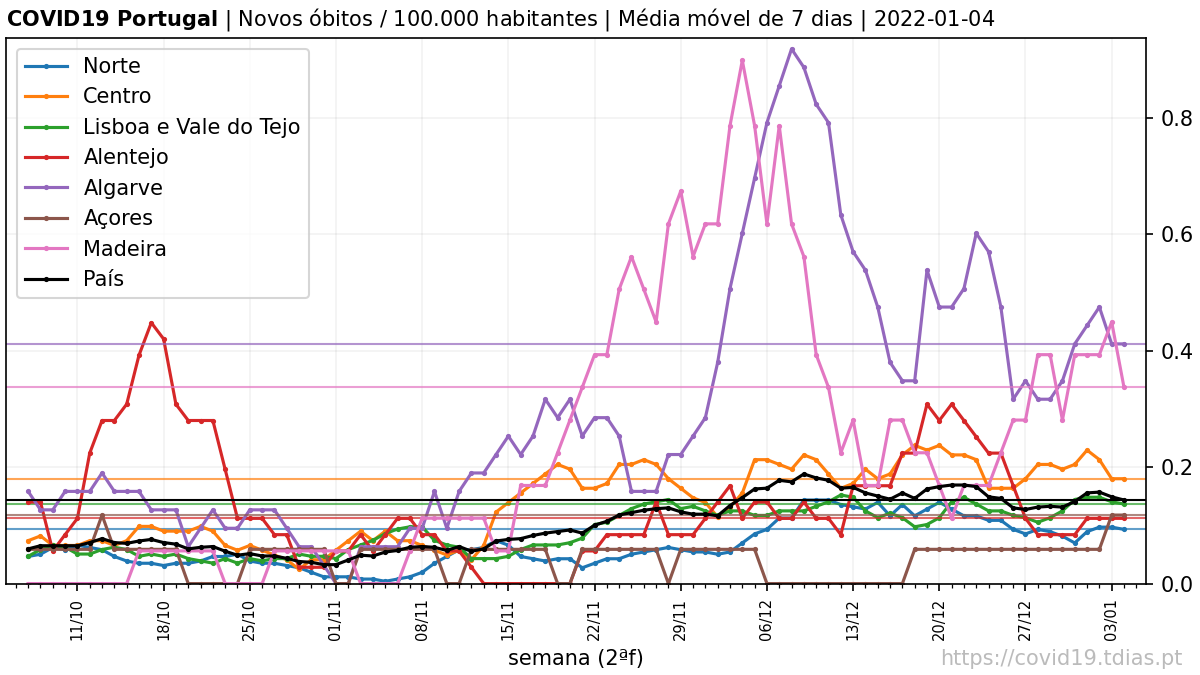 COVID19 Portugal | Novos óbitos / 100.000 habitantes | Média móvel de 7 dias | 2022-01-04
Norte
Centro
Lisboa e Vale do Tejo
Alentejo
Algarve
Açores
Madeira
País
0.8
0.6
0.4
0.2
0.0
11/10
18/10
25/10
01/11
08/11
15/11
22/11
29/11
06/12
13/12
20/12
27/12
03/01
semana (2ªf)
https://covid19.tdias.pt